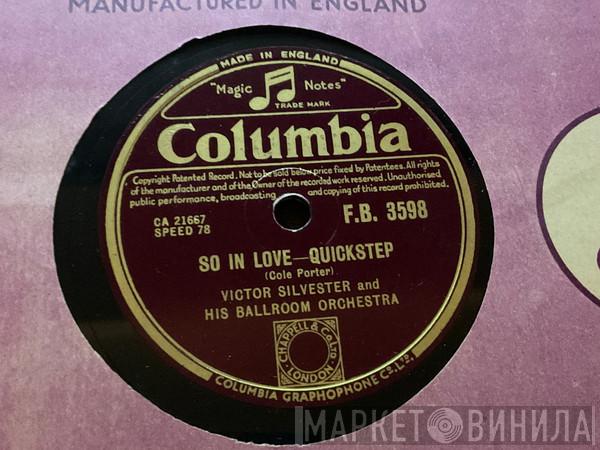 MANUFACTURED IN ENGLAND
MADE IN ENGLAND
"Magic Notes"
TRADE MARK
Columbia
Copyright Patented Record. Not to be sold below price fixed by Patentees. All rights
of the manufacturer and of the Owner of the recorded work reserved. Unauthorised
public performance, broadcasting and copying of this record prohibited.
CA 21667
SPEED 78
F.B. 3598
SO IN LOVE—QUICKSTEP
(Cole Porter)
VICTOR SILVESTER and
HIS BALLROOM ORCHESTRA
CHAPPELL & CO LTD
LONDON
COLUMBIA GRAPHOPHONE CO. LTD.
МАРКЕТ ВИНИЛА